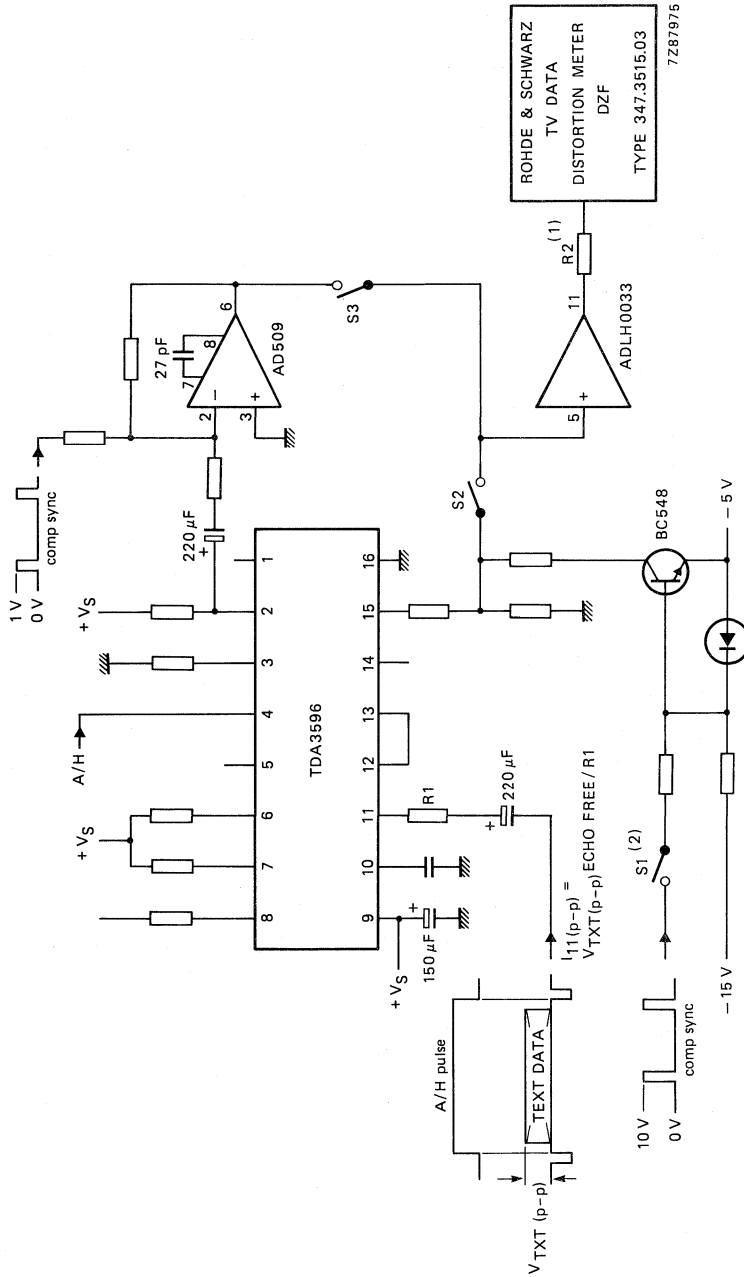 1 V
0 V
comp sync
+ VS
A/H
+ VS
220 µF
+
27 pF
7
8
2
−
3
+
6
AD509
S3
8
7
6
5
4
3
2
1
TDA3596
9
10
11
12
13
14
15
16
+ VS
150 µF
+
R1
+
220 µF
S2
5
+
11
ADLH0033
R2
(1)
ROHDE & SCHWARZ
TV DATA
DISTORTION METER
DZF
TYPE 347.3515.03
7Z87975
A/H pulse
TEXT DATA
VTXT (p-p)
I11(p-p) =
VTXT(p-p) ECHO FREE/R1
10 V
0 V
comp sync
S1 (2)
BC548
− 15 V
− 5 V